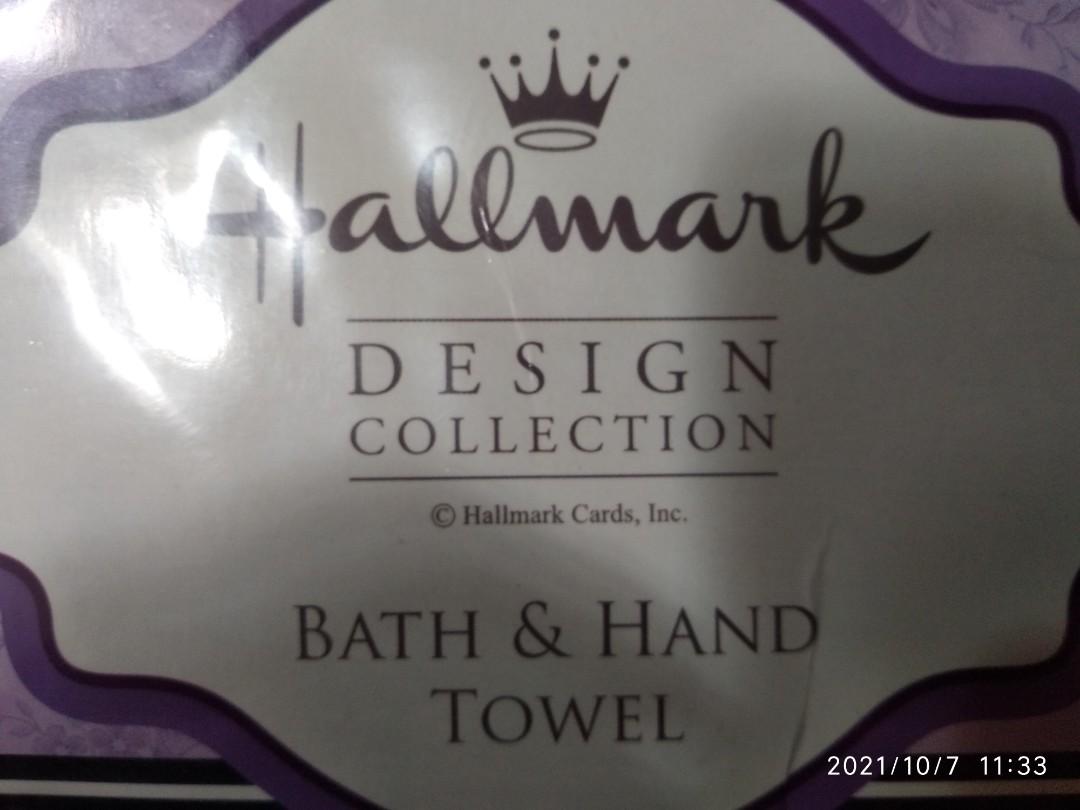 Hallmark
DESIGN
COLLECTION
© Hallmark Cards, Inc.
BATH & HAND
TOWEL
2021/10/7 11:33